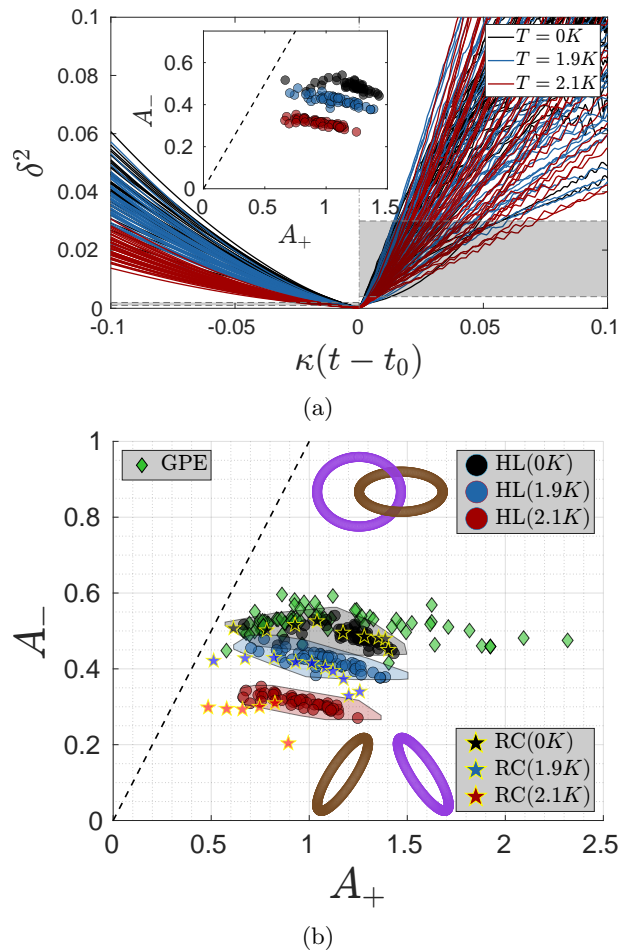 0.1
0.08
0.06
0.04
0.02
0
δ²
-0.1
-0.05
0
0.05
0.1
κ(t − t₀)
T = 0K
T = 1.9K
T = 2.1K
0.6
0.4
0.2
0
A₋
0
0.5
1
1.5
A₊
(a)
GPE
HL(0K)
HL(1.9K)
HL(2.1K)
RC(0K)
RC(1.9K)
RC(2.1K)
1
0.8
0.6
0.4
0.2
0
A₋
0
0.5
1
1.5
2
2.5
A₊
(b)